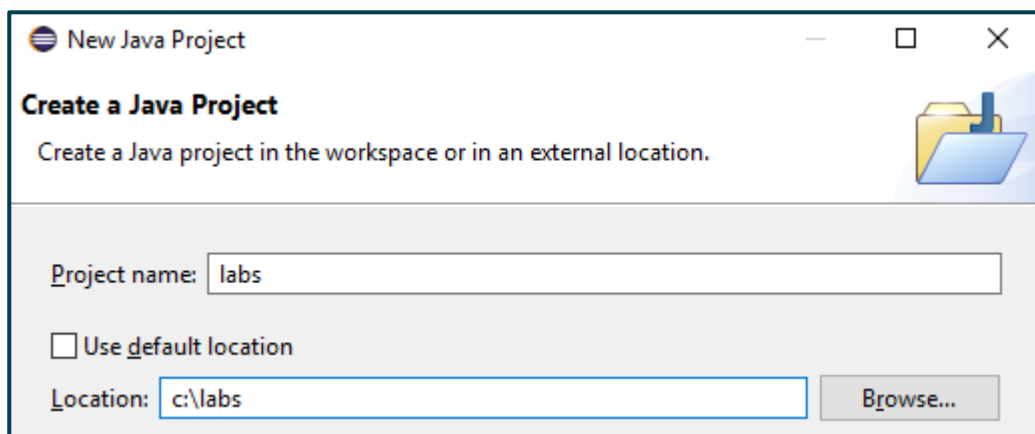 New Java Project
Create a Java Project
Create a Java project in the workspace or in an external location.
Project name: labs
Use default location
Location: c:\labs Browse...